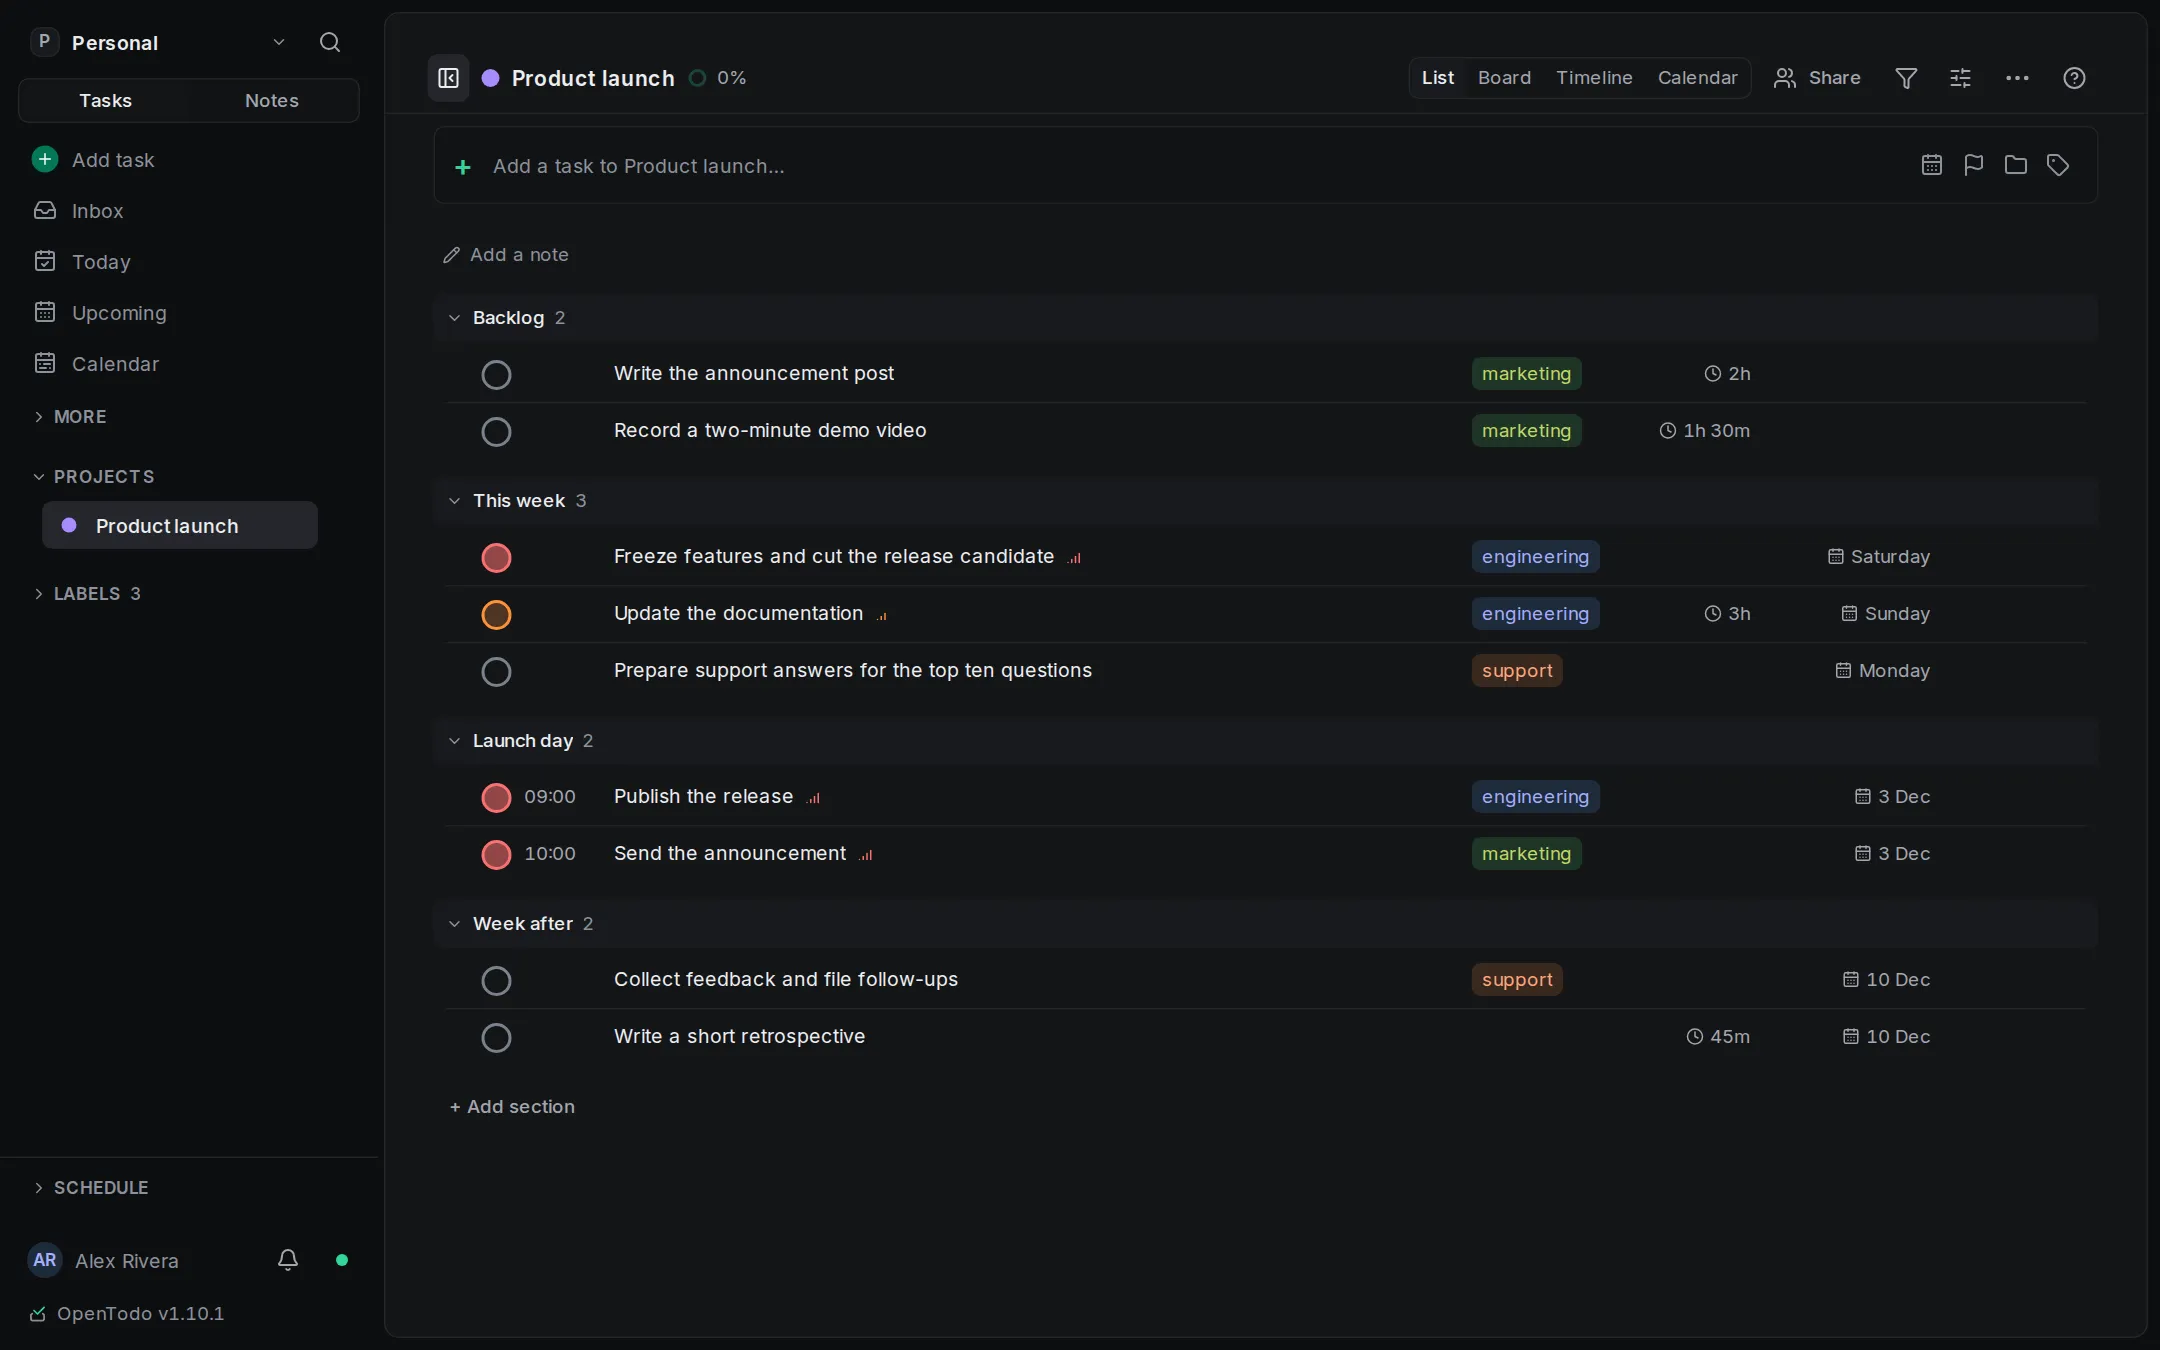 P Personal
Tasks Notes
Add task
Inbox
Today
Upcoming
Calendar
MORE
PROJECTS
Product launch
LABELS 3
SCHEDULE
AR Alex Rivera
OpenTodo v1.10.1
Product launch 0%
List Board Timeline Calendar Share
+ Add a task to Product launch...
Add a note
Backlog 2
Write the announcement post marketing 2h
Record a two-minute demo video marketing 1h 30m
This week 3
Freeze features and cut the release candidate engineering Saturday
Update the documentation engineering 3h Sunday
Prepare support answers for the top ten questions support Monday
Launch day 2
09:00 Publish the release engineering 3 Dec
10:00 Send the announcement marketing 3 Dec
Week after 2
Collect feedback and file follow-ups support 10 Dec
Write a short retrospective 45m 10 Dec
+ Add section